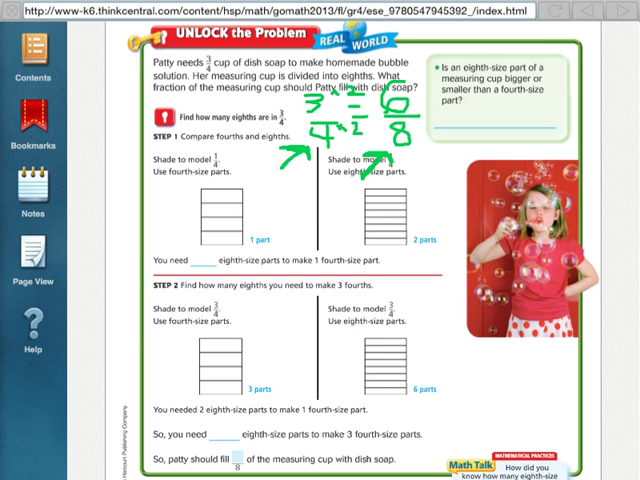 http://www-k6.thinkcentral.com/content/hsp/math/gomath2013/fl/gr4/ese_9780547945392_/index.html
Contents
Bookmarks
Notes
Page View
Help
UNLOCK the Problem
REAL WORLD
Patty needs 3/4 cup of dish soap to make homemade bubble
solution. Her measuring cup is divided into eighths. What
fraction of the measuring cup should Patty fill with dish soap?
3 × 2 = 6
4 × 2 = 8
Find how many eighths are in 3/4.
STEP 1 Compare fourths and eighths.
Shade to model 1/4.
Use fourth-size parts.
1 part
Shade to model 1/4.
Use eighth-size parts.
2 parts
You need ______ eighth-size parts to make 1 fourth-size part.
STEP 2 Find how many eighths you need to make 3 fourths.
Shade to model 3/4.
Use fourth-size parts.
3 parts
Shade to model 3/4.
Use eighth-size parts.
6 parts
You needed 2 eighth-size parts to make 1 fourth-size part.
So, you need ______ eighth-size parts to make 3 fourth-size parts.
So, patty should fill __/8 of the measuring cup with dish soap.
• Is an eighth-size part of a
measuring cup bigger or
smaller than a fourth-size
part?
Math Talk
MATHEMATICAL PRACTICES
How did you
know how many eighth-size
Harcourt Publishing Company